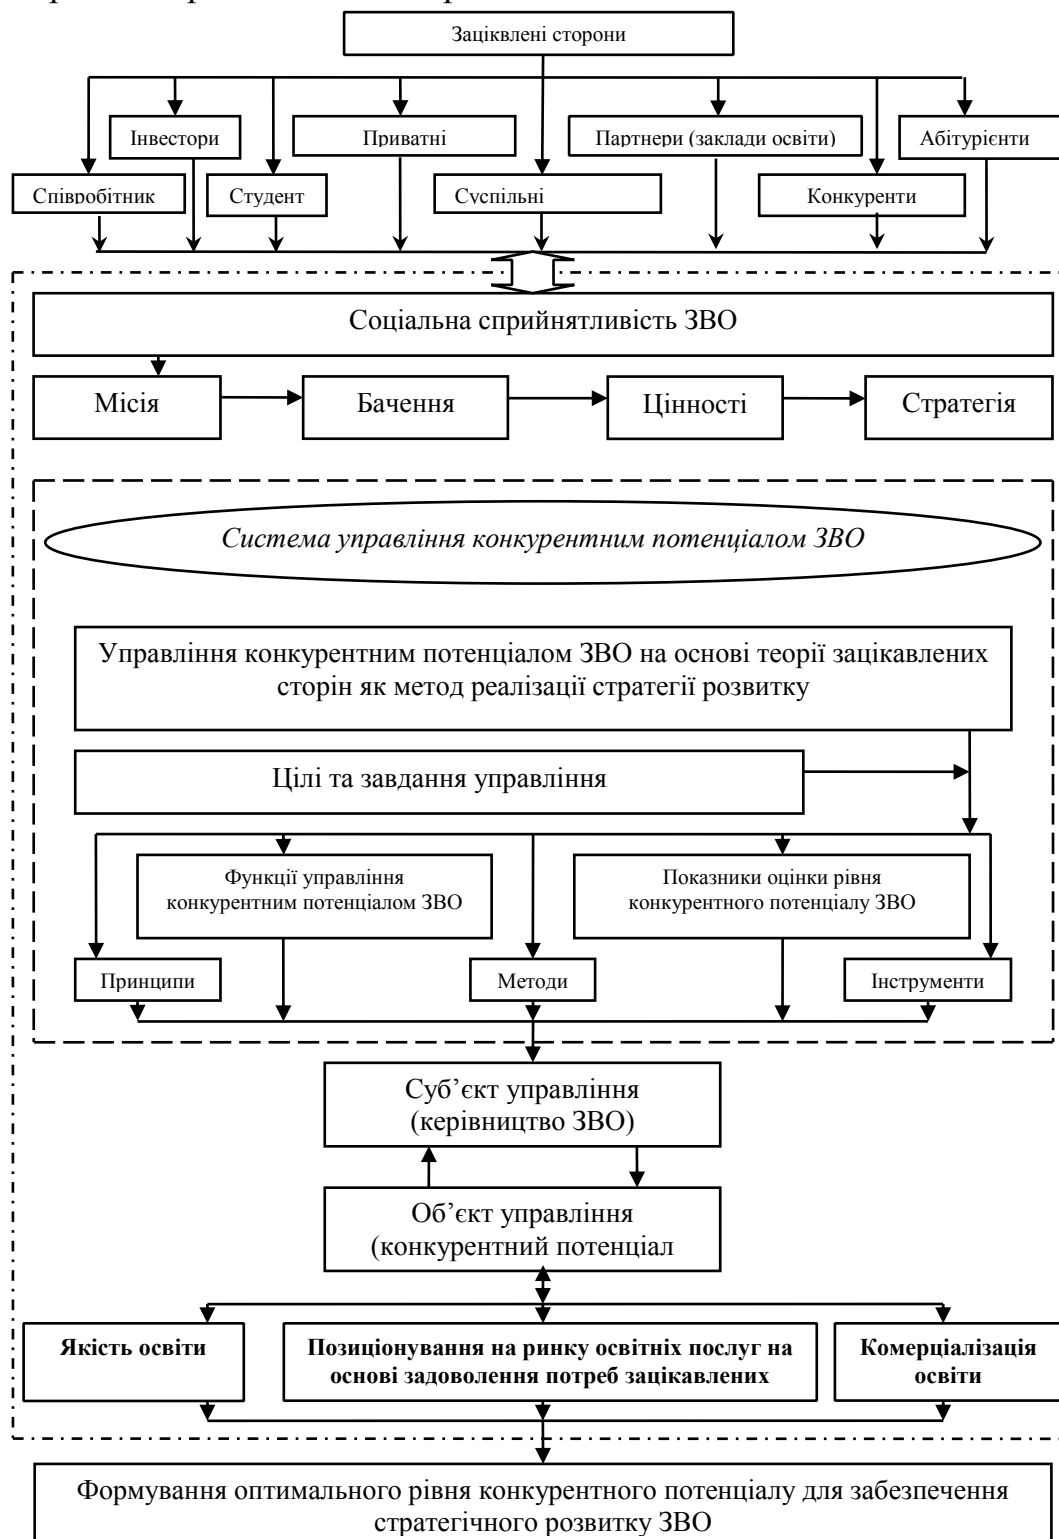 Заціквлені сторони
Інвестори
Приватні
Партнери (заклади освіти)
Абітурієнти
Співробітник
Студент
Суспільні
Конкуренти
Соціальна сприйнятливість ЗВО
Місія
Бачення
Цінності
Стратегія
Система управління конкурентним потенціалом ЗВО
Управління конкурентним потенціалом ЗВО на основі теорії зацікавлених
сторін як метод реалізації стратегії розвитку
Цілі та завдання управління
Функції управління
конкурентним потенціалом ЗВО
Показники оцінки рівня
конкурентного потенціалу ЗВО
Принципи
Методи
Інструменти
Суб’єкт управління
(керівництво ЗВО)
Об’єкт управління
(конкурентний потенціал
Якість освіти
Позиціонування на ринку освітніх послуг на
основі задоволення потреб зацікавлених
Комерціалізація
освіти
Формування оптимального рівня конкурентного потенціалу для забезпечення
стратегічного розвитку ЗВО